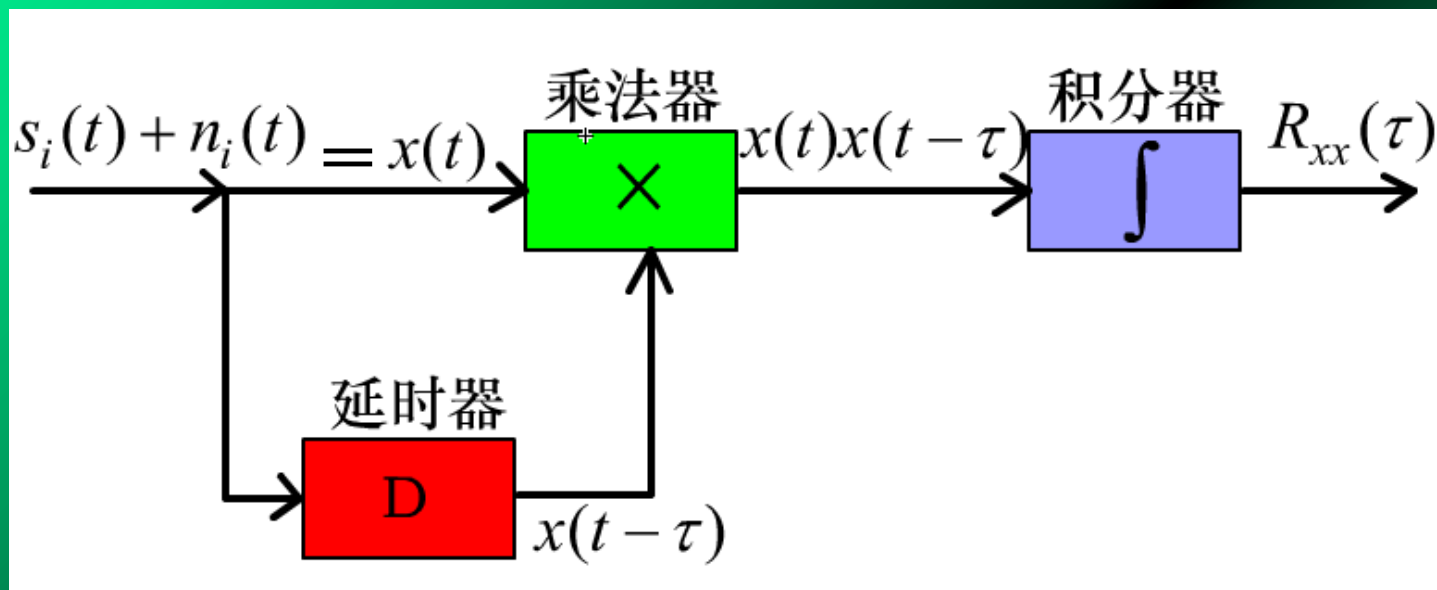 乘法器
积分器
s_i(t) + n_i(t) = x(t)
x(t)x(t − τ)
R_xx(τ)
×
∫
延时器
D
x(t − τ)